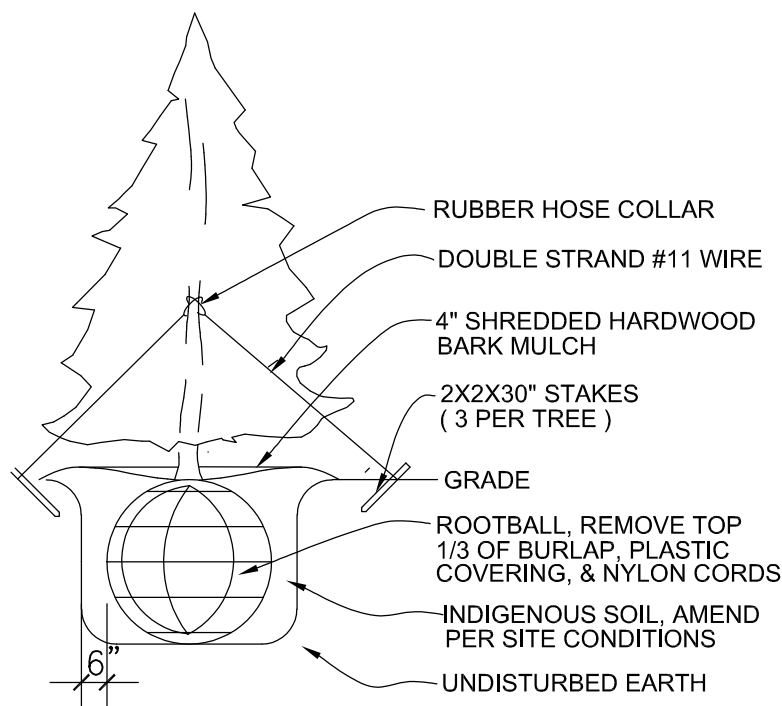 RUBBER HOSE COLLAR
DOUBLE STRAND #11 WIRE
4" SHREDDED HARDWOOD
BARK MULCH
2X2X30" STAKES
( 3 PER TREE )
GRADE
ROOTBALL, REMOVE TOP
1/3 OF BURLAP, PLASTIC
COVERING, & NYLON CORDS
INDIGENOUS SOIL, AMEND
PER SITE CONDITIONS
UNDISTURBED EARTH
6"